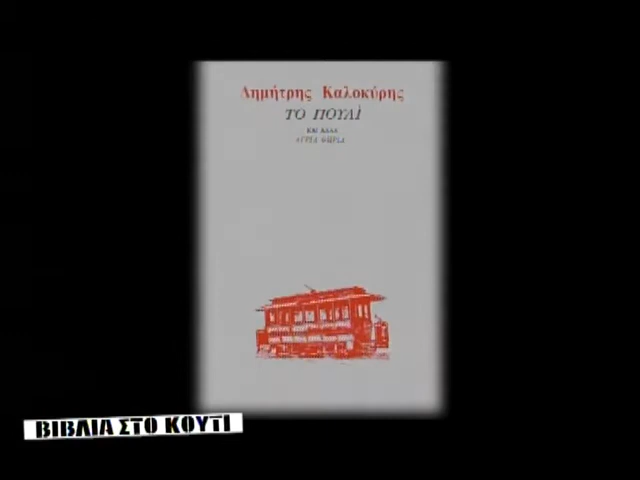 Δημήτρης Καλοκύρης
ΤΟ ΠΟΥΛΙ
ΚΑΙ ΑΛΛΑ
ΑΓΡΙΑ ΘΗΡΙΑ
ΒΙΒΛΙΑ ΣΤΟ ΚΟΥΤΙ